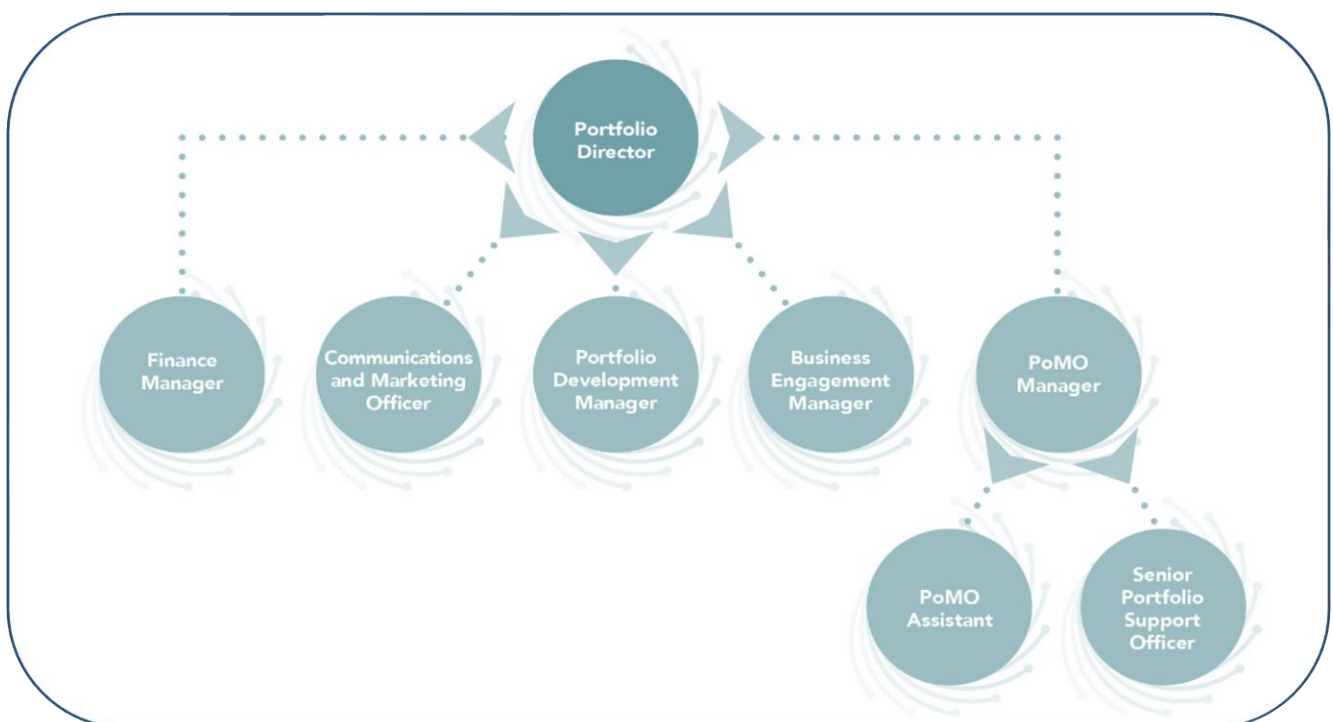 Portfolio
Director
Finance
Manager
Communications
and Marketing
Officer
Portfolio
Development
Manager
Business
Engagement
Manager
PoMO
Manager
PoMO
Assistant
Senior
Portfolio
Support
Officer